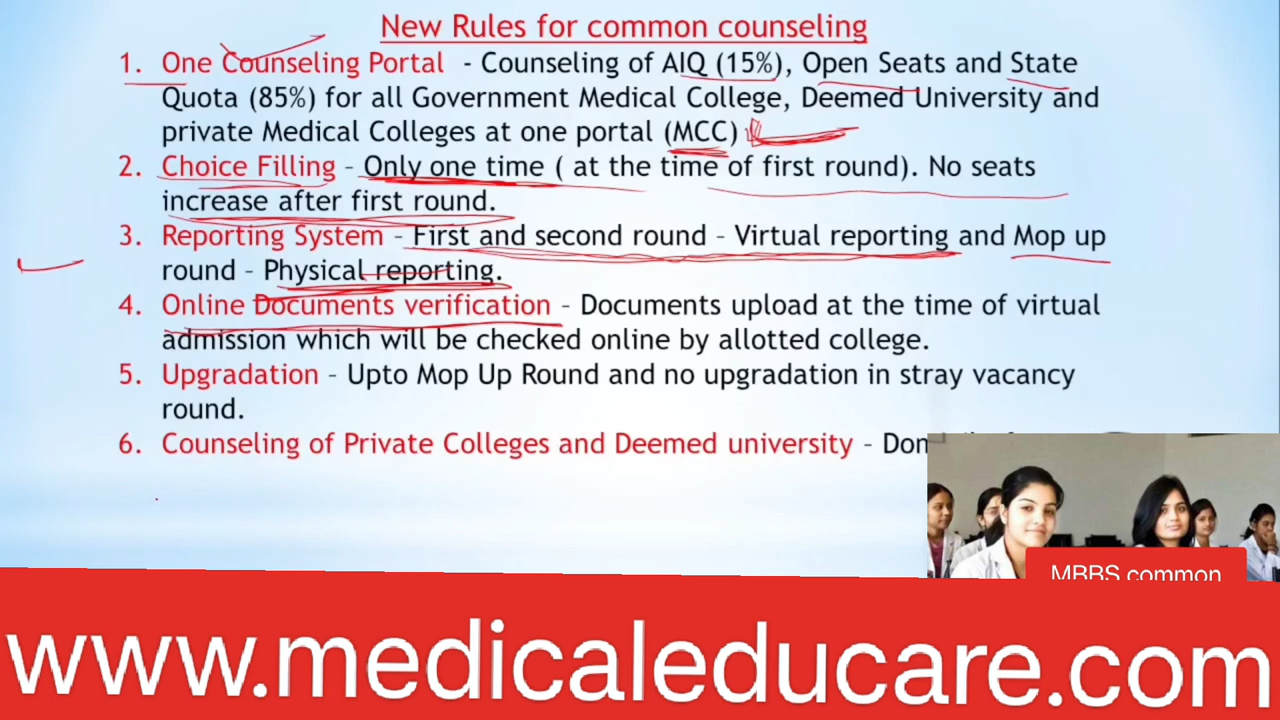 New Rules for common counseling
1. One Counseling Portal - Counseling of AIQ (15%), Open Seats and State
Quota (85%) for all Government Medical College, Deemed University and
private Medical Colleges at one portal (MCC)
2. Choice Filling – Only one time ( at the time of first round). No seats
increase after first round.
3. Reporting System – First and second round – Virtual reporting and Mop up
round – Physical reporting.
4. Online Documents verification – Documents upload at the time of virtual
admission which will be checked online by allotted college.
5. Upgradation – Upto Mop Up Round and no upgradation in stray vacancy
round.
6. Counseling of Private Colleges and Deemed university –
MBBS common
www.medicaleducare.com